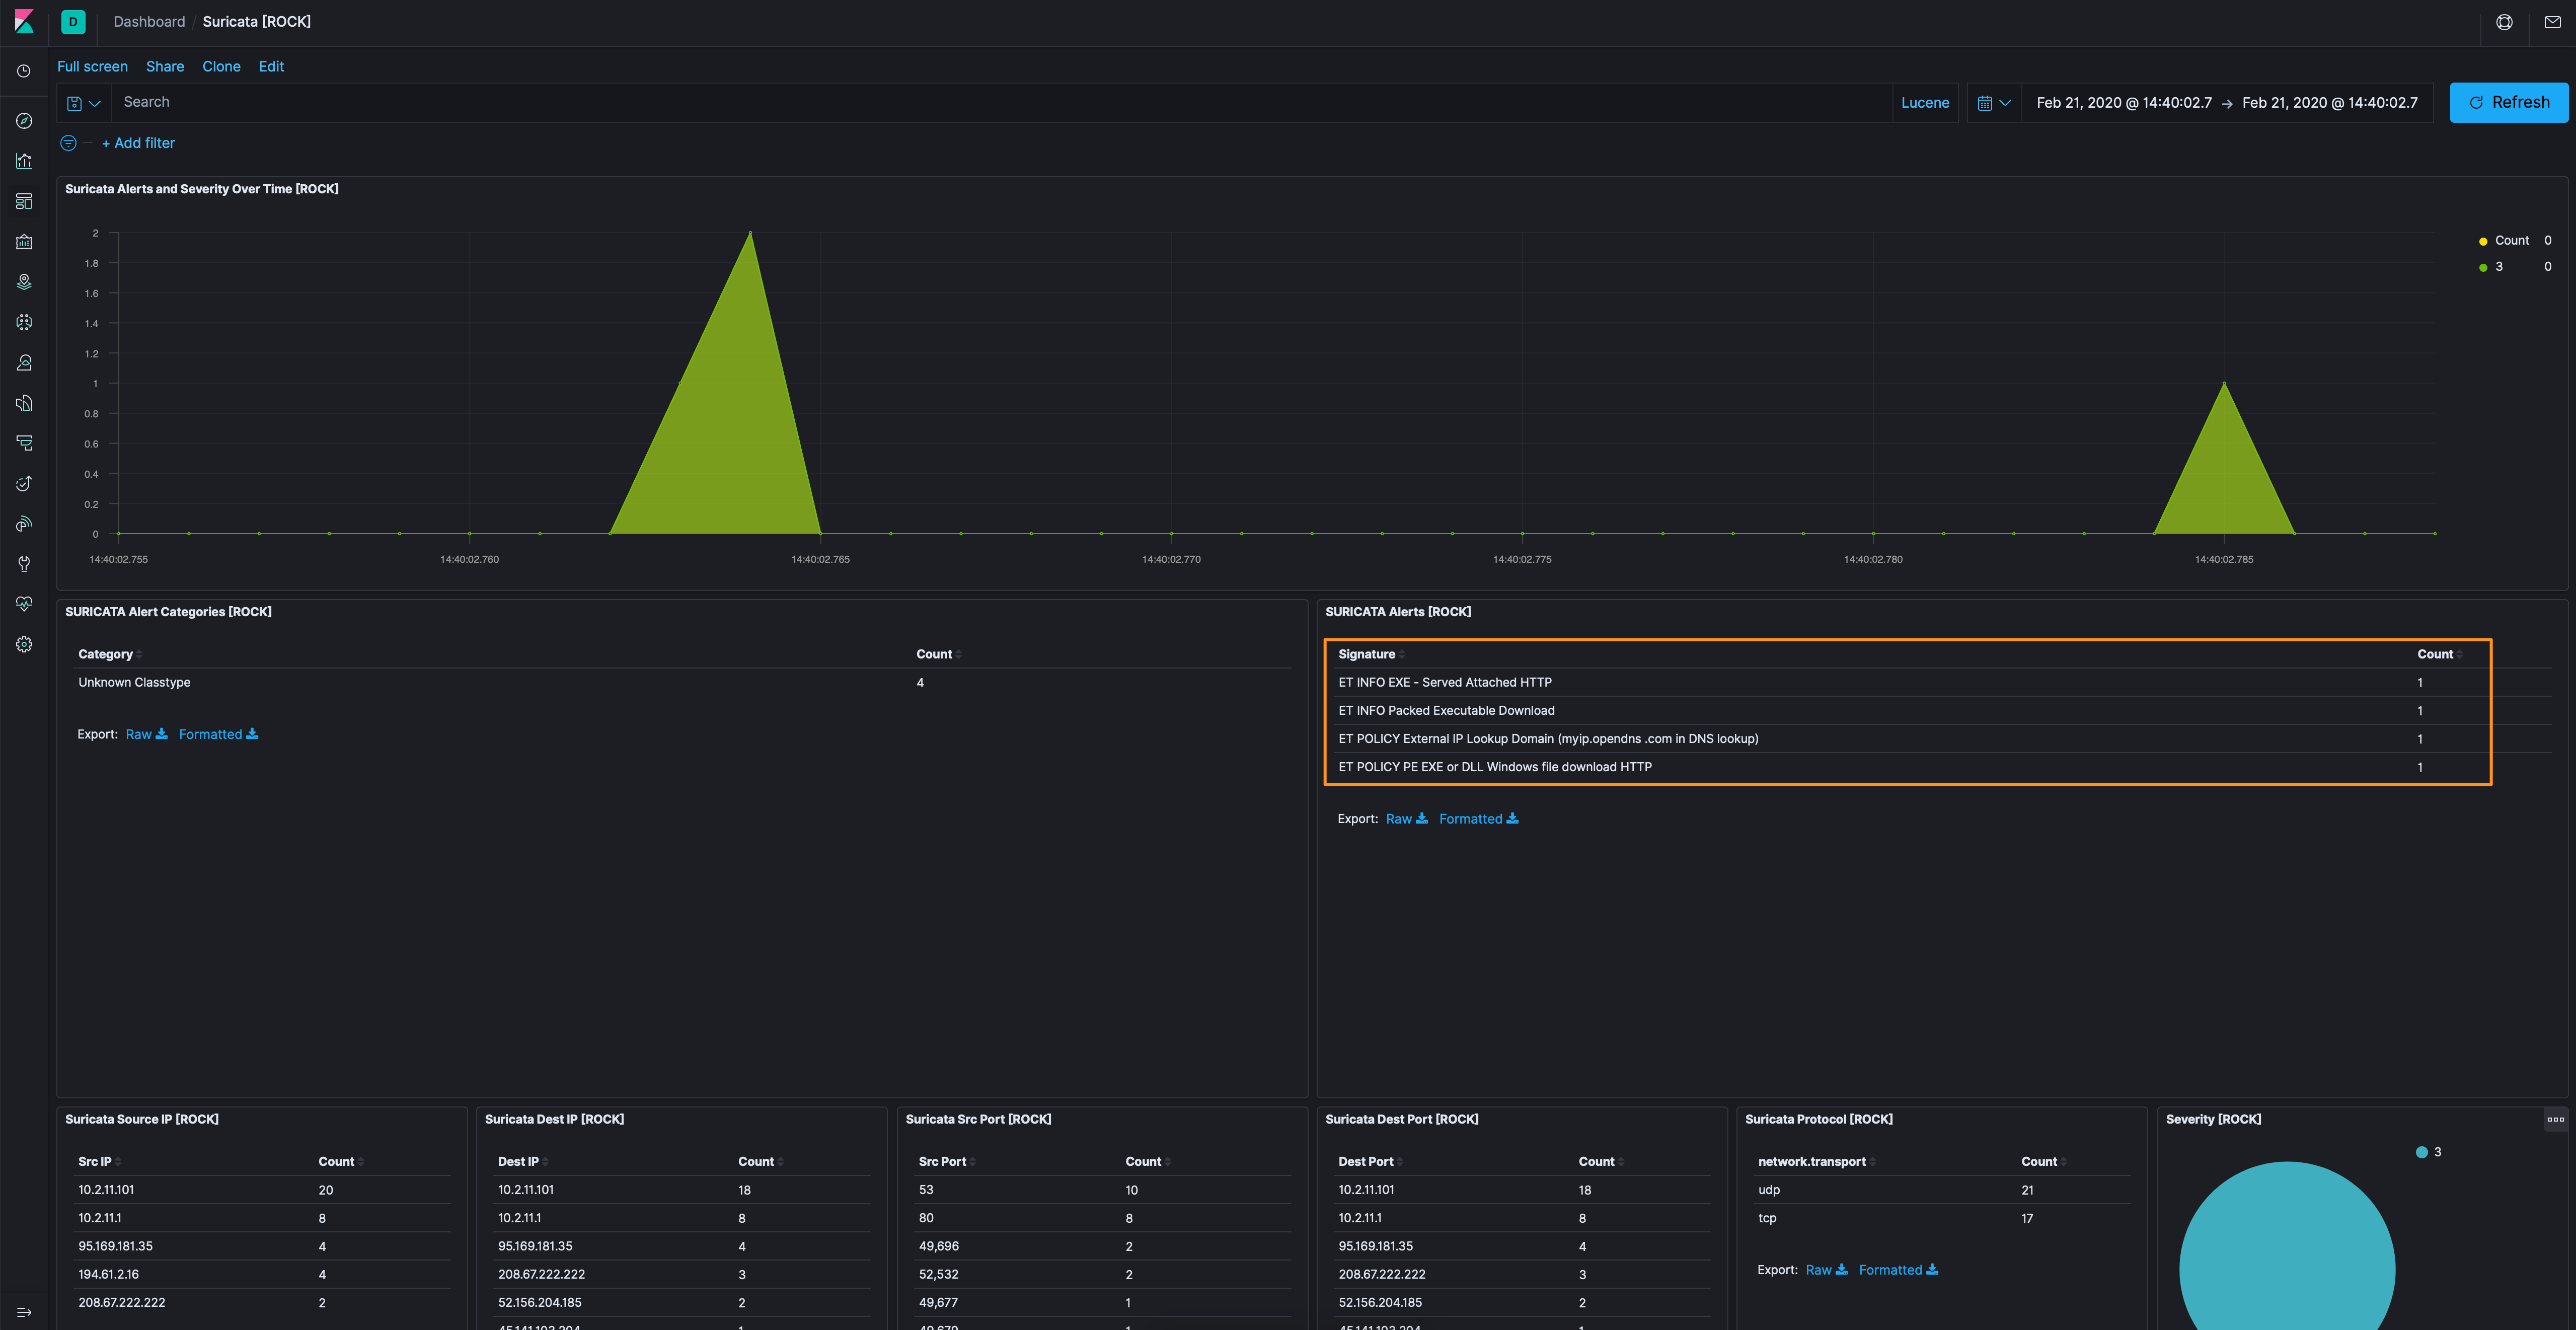 D Dashboard / Suricata [ROCK]
Full screen Share Clone Edit
Search Lucene Feb 21, 2020 @ 14:40:02.7 → Feb 21, 2020 @ 14:40:02.7 Refresh
+ Add filter
Suricata Alerts and Severity Over Time [ROCK]
2
1.8
1.6
1.4
1.2
1
0.8
0.6
0.4
0.2
0
14:40:02.755 14:40:02.760 14:40:02.765 14:40:02.770 14:40:02.775 14:40:02.780 14:40:02.785
Count 0
3 0
SURICATA Alert Categories [ROCK]
Category Count
Unknown Classtype 4
Export: Raw Formatted
SURICATA Alerts [ROCK]
Signature Count
ET INFO EXE - Served Attached HTTP 1
ET INFO Packed Executable Download 1
ET POLICY External IP Lookup Domain (myip.opendns .com in DNS lookup) 1
ET POLICY PE EXE or DLL Windows file download HTTP 1
Export: Raw Formatted
Suricata Source IP [ROCK]
Src IP Count
10.2.11.101 20
10.2.11.1 8
95.169.181.35 4
194.61.2.16 4
208.67.222.222 2
Suricata Dest IP [ROCK]
Dest IP Count
10.2.11.101 18
10.2.11.1 8
95.169.181.35 4
208.67.222.222 3
52.156.204.185 2
Suricata Src Port [ROCK]
Src Port Count
53 10
80 8
49,696 2
52,532 2
49,677 1
Suricata Dest Port [ROCK]
Dest Port Count
10.2.11.101 18
10.2.11.1 8
95.169.181.35 4
208.67.222.222 3
52.156.204.185 2
Suricata Protocol [ROCK]
network.transport Count
udp 21
tcp 17
Export: Raw Formatted
Severity [ROCK]
3